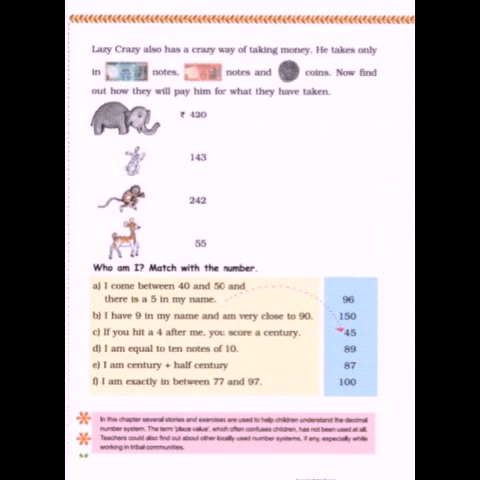 Lazy Crazy also has a crazy way of taking money. He takes only
in notes, notes and coins. Now find
out how they will pay him for what they have taken.
₹ 420
143
242
55
Who am I? Match with the number.
a) I come between 40 and 50 and
there is a 5 in my name. 96
b) I have 9 in my name and am very close to 90. 150
c) If you hit a 4 after me, you score a century. 45
d) I am equal to ten notes of 10. 89
e) I am century + half century 87
f) I am exactly in between 77 and 97. 100
In this chapter several stories and exercises are used to help children understand the decimal
number system. The term 'place value', which often confuses children, has not been used at all.
Teachers could also find out about other locally used number systems, if any, especially while
working in tribal communities.